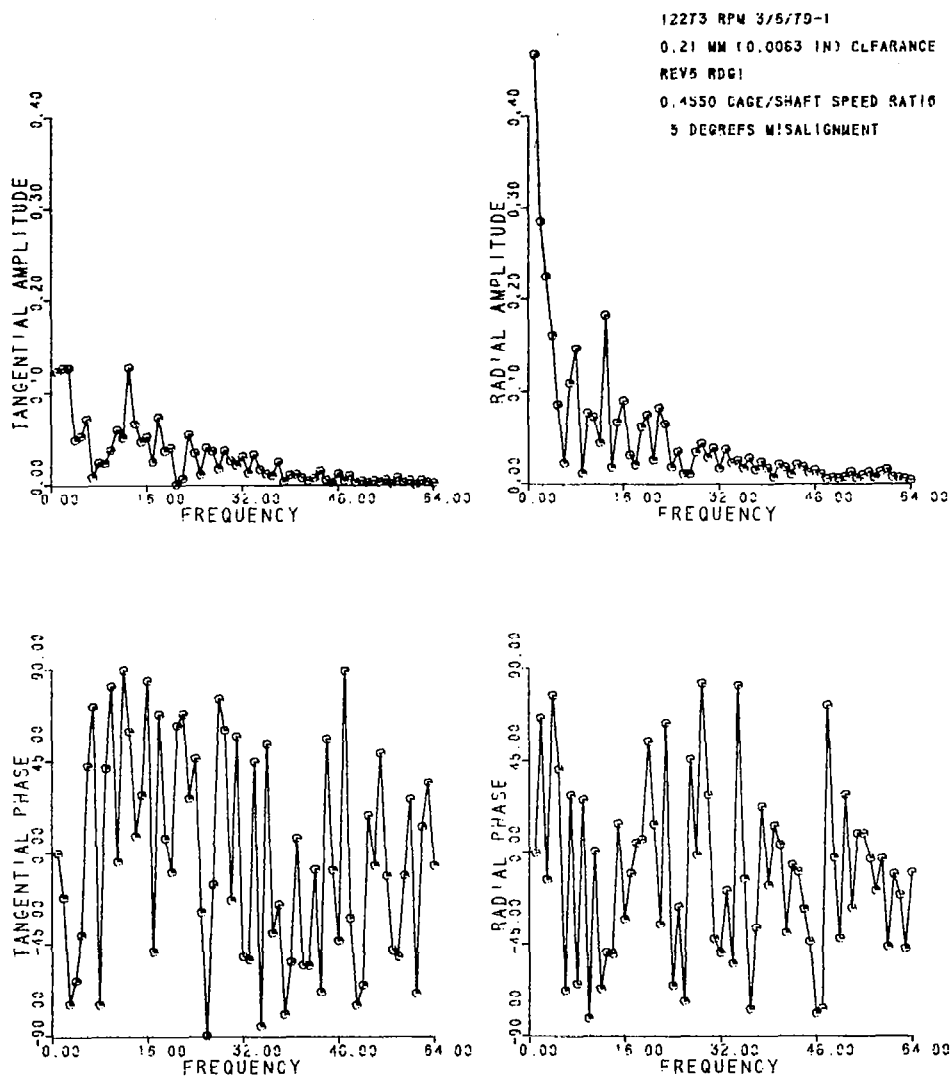 12273 RPM 3/6/79-1
0.21 MM (0.0083 IN) CLEARANCE
REV5 RDG1
0.4550 CAGE/SHAFT SPEED RATIO
5 DEGREES MISALIGNMENT
TANGENTIAL AMPLITUDE
0.00 0.10 0.20 0.30 0.40
0.00 16.00 32.00 48.00 64.00
FREQUENCY
RADIAL AMPLITUDE
0.00 0.10 0.20 0.30 0.40
0.00 16.00 32.00 48.00 64.00
FREQUENCY
TANGENTIAL PHASE
-90.00 -45.00 0.00 45.00 90.00
0.00 16.00 32.00 48.00 64.00
FREQUENCY
RADIAL PHASE
-90.00 -45.00 0.00 45.00 90.00
0.00 16.00 32.00 48.00 64.00
FREQUENCY